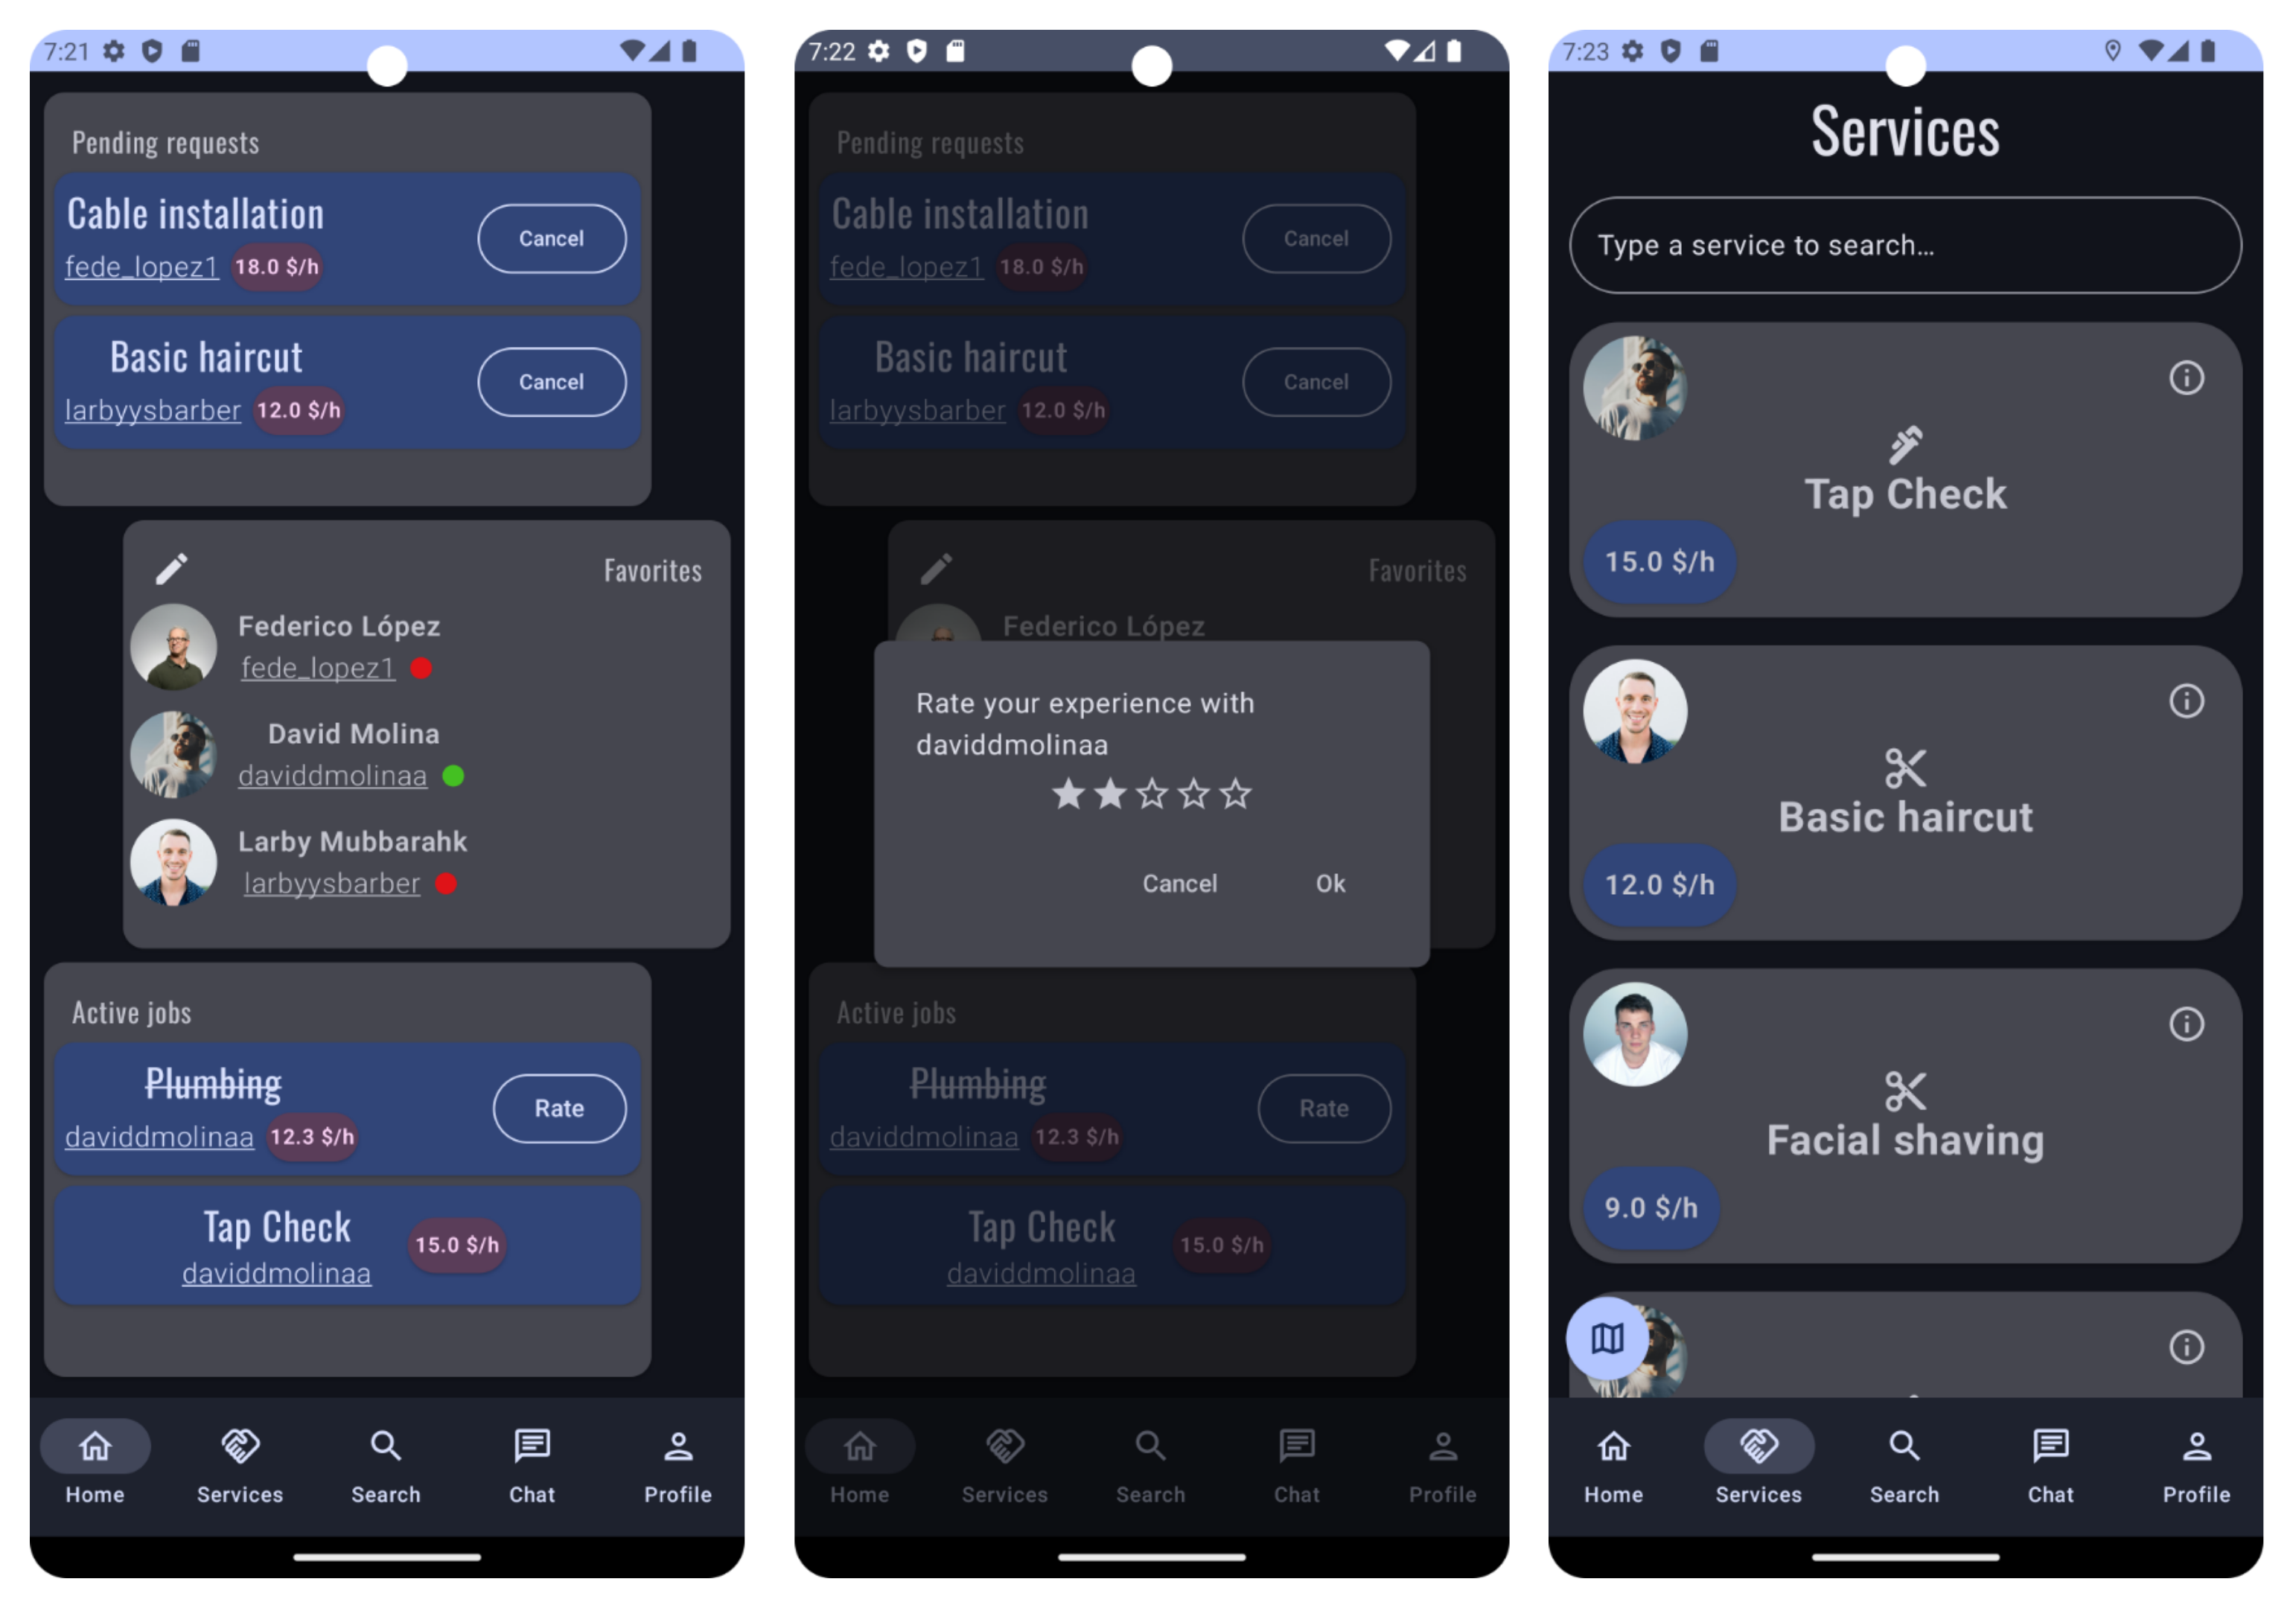 7:21
Pending requests
Cable installation
fede_lopez1 18.0 $/h
Cancel
Basic haircut
larbyysbarber 12.0 $/h
Cancel
Favorites
Federico López
fede_lopez1
David Molina
daviddmolinaa
Larby Mubbarahk
larbyysbarber
Active jobs
Plumbing
daviddmolinaa 12.3 $/h
Rate
Tap Check
daviddmolinaa
15.0 $/h
Home Services Search Chat Profile
7:22
Pending requests
Cable installation
fede_lopez1 18.0 $/h
Cancel
Basic haircut
larbyysbarber 12.0 $/h
Cancel
Favorites
Federico López
Rate your experience with
daviddmolinaa
Cancel Ok
Active jobs
Plumbing
daviddmolinaa 12.3 $/h
Rate
Tap Check
daviddmolinaa
15.0 $/h
Home Services Search Chat Profile
7:23
Services
Type a service to search...
Tap Check
15.0 $/h
Basic haircut
12.0 $/h
Facial shaving
9.0 $/h
Home Services Search Chat Profile